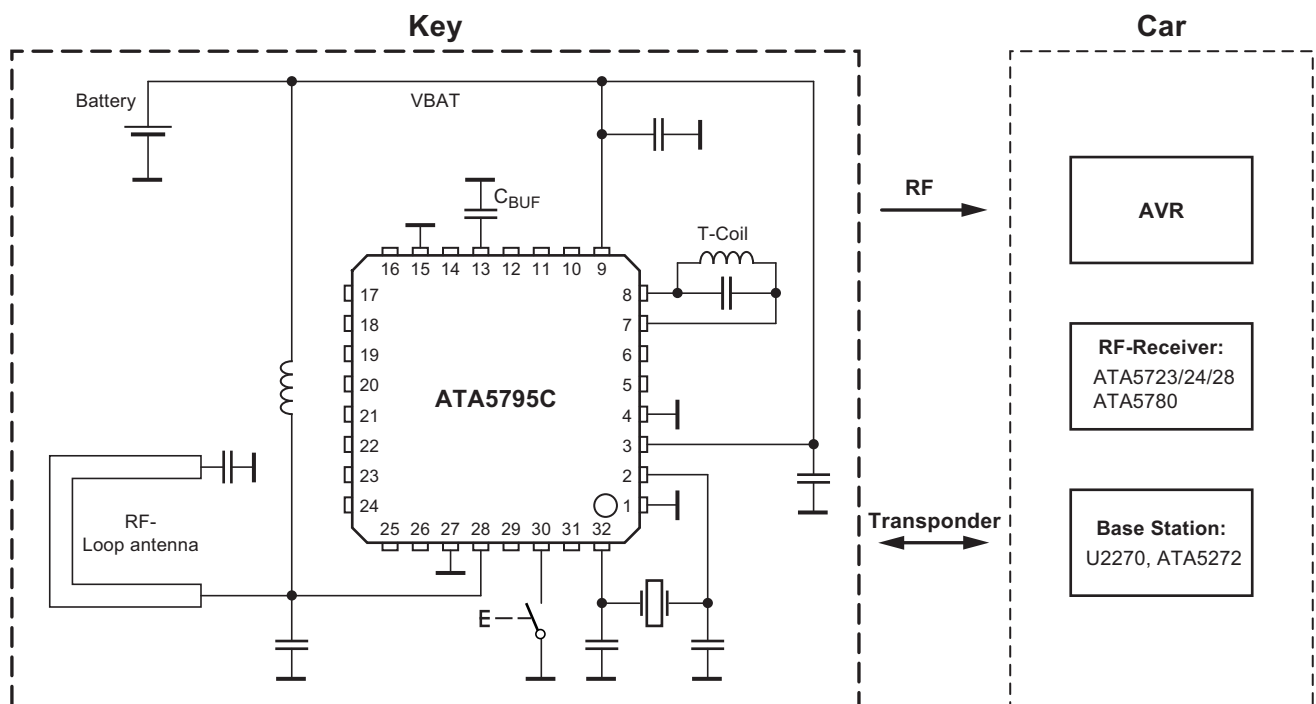 Key
Car
Battery
VBAT
CBUF
T-Coil
RF
AVR
16 15 14 13 12 11 10 9
17
18
19
20
21
22
23
24
8
7
6
5
4
3
2
1
ATA5795C
25 26 27 28 29 30 31 32
RF-
Loop antenna
RF-Receiver:
ATA5723/24/28
ATA5780
Transponder
Base Station:
U2270, ATA5272